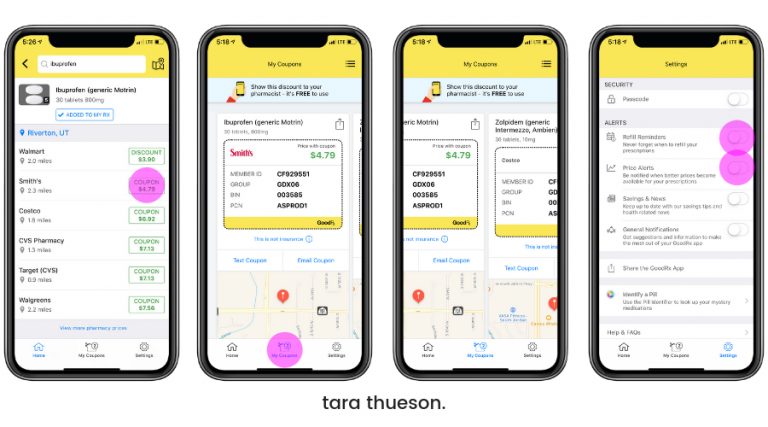 5:26
LTE
ibuprofen
Ibuprofen (generic Motrin)
30 tablets 800mg
ADDED TO MY RX
Riverton, UT
Walmart
2.0 miles
DISCOUNT
$3.90
Smith's
2.3 miles
COUPON
$4.79
Costco
1.8 miles
COUPON
$6.92
CVS Pharmacy
1.3 miles
COUPON
$7.13
Target (CVS)
0.9 miles
COUPON
$7.13
Walgreens
2.2 miles
COUPON
$7.56
View more pharmacy prices
Home
My Coupons
Settings
5:18
LTE
My Coupons
Show this discount to your
pharmacist - it's FREE to use
Ibuprofen (generic Motrin)
30 tablets, 800mg
Smith's
Price with coupon
$4.79
MEMBER ID CF929551
GROUP GDX06
BIN 003585
PCN ASPROD1
GoodRx
This is not insurance
Text Coupon
Email Coupon
Home
My Coupons
Settings
5:18
LTE
My Coupons
Show this discount to your
pharmacist - it's FREE to use
Motrin)
Price with coupon
$4.79
CF929551
GDX06
003585
ASPROD1
GoodRx
Email Coupon
Zolpidem (generic
Intermezzo, Ambien)
30 tablets, 10mg
Costco
MEMBER ID
GROUP
BIN
PCN
This is not in
Text Coupon
Home
My Coupons
Settings
5:18
LTE
Settings
SECURITY
Passcode
ALERTS
Refill Reminders
Never forget when to refill your
prescriptions
Price Alerts
Be notified when better prices become
available for your prescriptions
Savings & News
Keep up to date with our savings tips and
health related news
General Notifications
Get suggestions and information to make
the most out of your GoodRx app
Share the GoodRx App
Identify a Pill
Use the Pill Identifier to look up your mystery
medications
Help & FAQs
Home
My Coupons
Settings
tara thueson.